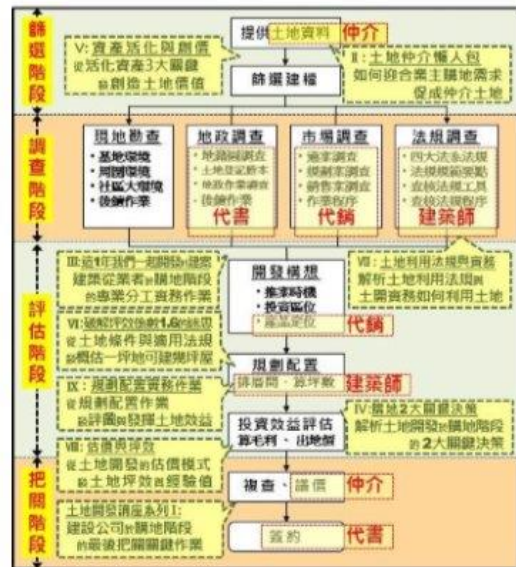 篩選階段
提供土地資料 仲介
V: 資產活化與創價
從活化資產3大關鍵
創造土地價值
II: 土地仲介懶人包
如何迎合業主購地需求
促成仲介土地
篩選建檔
調查階段
現地勘查
•基地環境
•周圍環境
•社區大環境
•後續作業
地政調查
•地籍圖調查
•土地登記謄本
•地政作業調查
•後續作業
代書
市場調查
•推案調查
•規劃案調查
•銷售案調查
•作業程序
代銷
法規調查
•四大法系法規
•法規規範要點
•查核法規工具
•查核法規程序
建築師
評估階段
III: 這1年我們一起開發的建案
建築從業者於購地階段
的專業分工實務作業
開發構想
•推案時機
•投資區位
•產品定位
代銷
VII: 土地利用法規與實務
解析土地利用法規與
土開實務如何利用土地
VI: 破解坪效係數1.6的迷思
從土地條件與適用法規
概估一坪地可建幾坪屋
規劃配置
排層間、算坪數
建築師
IX: 規劃配置實務作業
從規劃配置作業
評圖與發揮土地效益
投資效益評估
算毛利、出地價
IV: 購地2大關鍵決策
解析土地開發於購地階段
的2大關鍵決策
VIII: 估價與坪效
從土地開發的估價模式
土地坪效與經驗值
把關階段
複查、議價 仲介
土地開發講座系列I:
建設公司於購地階段
的最後把關關鍵作業
簽約 代書